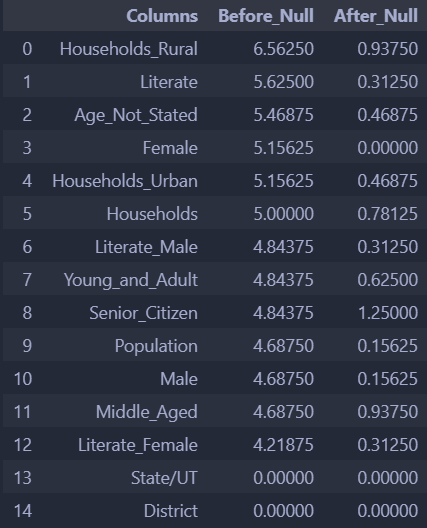 Columns Before_Null After_Null
0 Households_Rural 6.56250 0.93750
1 Literate 5.62500 0.31250
2 Age_Not_Stated 5.46875 0.46875
3 Female 5.15625 0.00000
4 Households_Urban 5.15625 0.46875
5 Households 5.00000 0.78125
6 Literate_Male 4.84375 0.31250
7 Young_and_Adult 4.84375 0.62500
8 Senior_Citizen 4.84375 1.25000
9 Population 4.68750 0.15625
10 Male 4.68750 0.15625
11 Middle_Aged 4.68750 0.93750
12 Literate_Female 4.21875 0.31250
13 State/UT 0.00000 0.00000
14 District 0.00000 0.00000